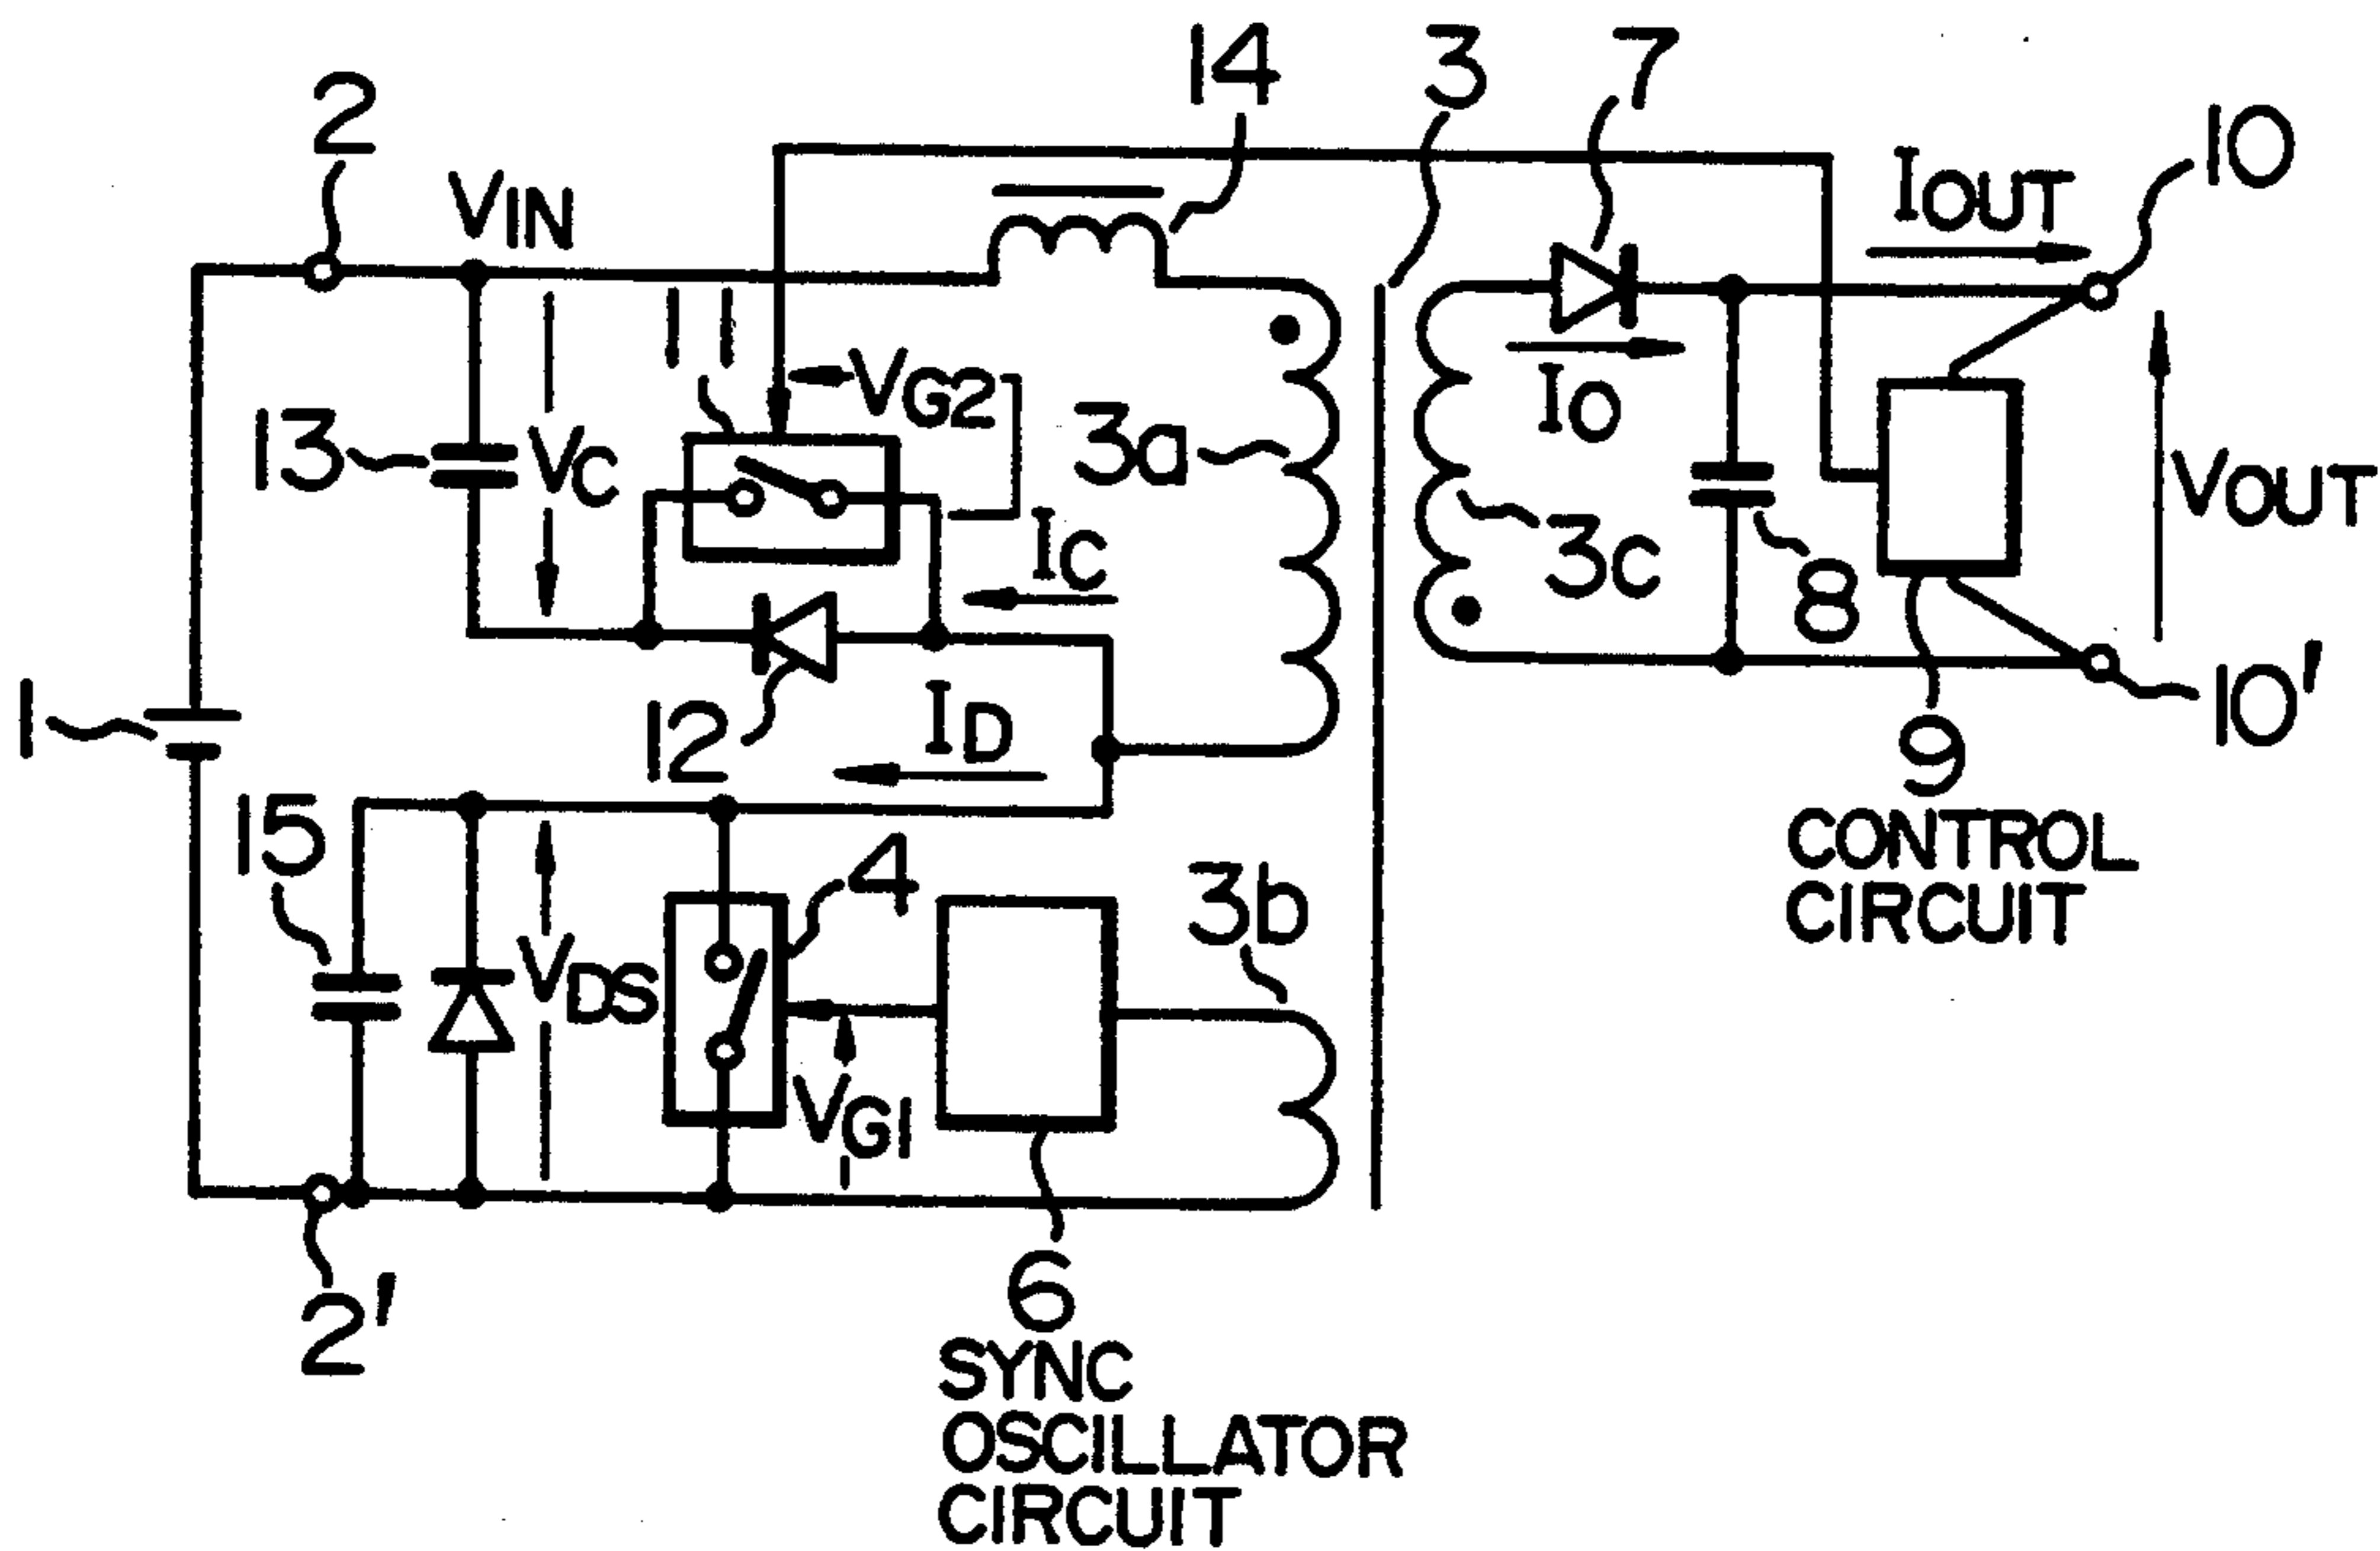 14
3
7
2
10
VIN
IOUT
11
VG2
13
VC
3a
IO
VOUT
IC
3c
8
1
12
ID
10'
9
CONTROL
CIRCUIT
15
4
3b
VDS
VG1
2'
6
SYNC
OSCILLATOR
CIRCUIT